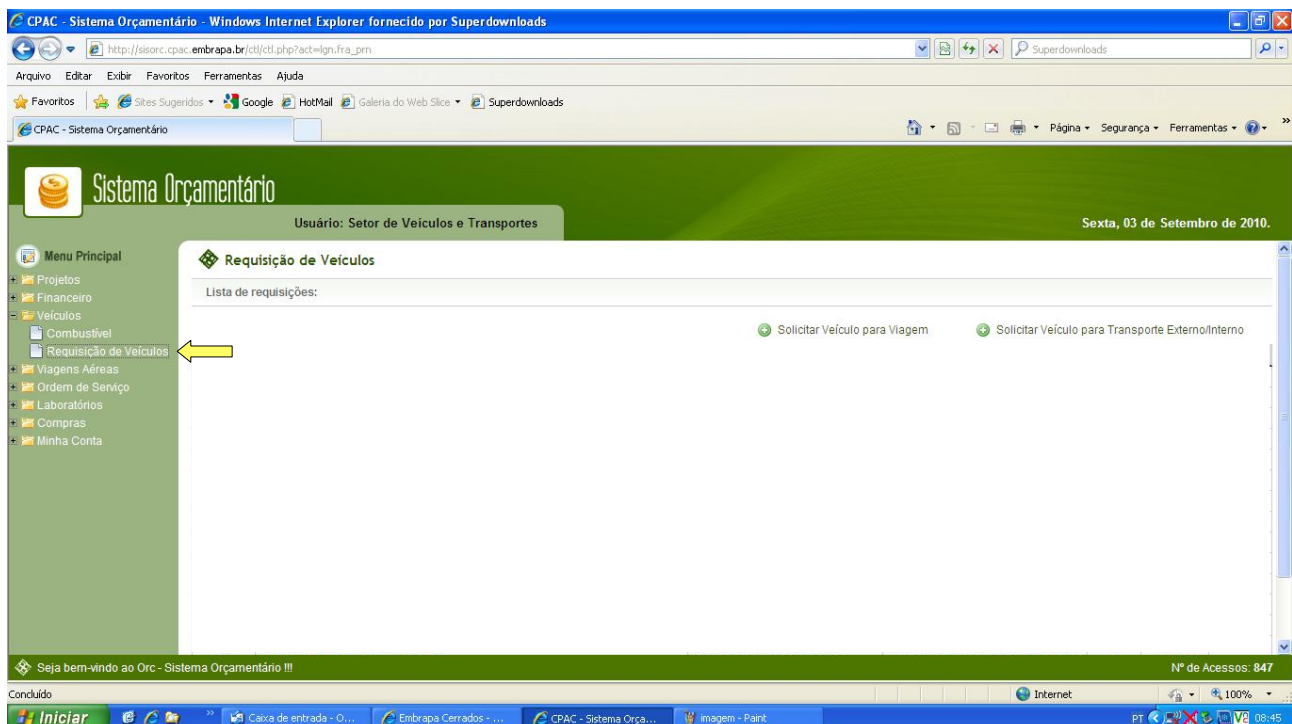 CPAC - Sistema Orçamentário - Windows Internet Explorer fornecido por Superdownloads
http://sisorc.cpac.embrapa.br/ctl/ctl.php?act=lgn.fra_prn
Superdownloads
Arquivo Editar Exibir Favoritos Ferramentas Ajuda
Favoritos Sites Sugeridos Google HotMail Galeria do Web Slice Superdownloads
CPAC - Sistema Orçamentário
Página Segurança Ferramentas »
Sistema Orçamentário
Usuário: Setor de Veículos e Transportes
Sexta, 03 de Setembro de 2010.
Menu Principal
Projetos
Financeiro
Veículos
Combustível
Requisição de Veículos
Viagens Aéreas
Ordem de Serviço
Laboratórios
Compras
Minha Conta
Requisição de Veículos
Lista de requisições:
Solicitar Veículo para Viagem
Solicitar Veículo para Transporte Externo/Interno
Seja bem-vindo ao Orc - Sistema Orçamentário !!!
Nº de Acessos: 847
Concluído
Internet
100%
Iniciar
»
Caixa de entrada - O...
Embrapa Cerrados - ...
CPAC - Sistema Orça...
imagem - Paint
PT
08:45